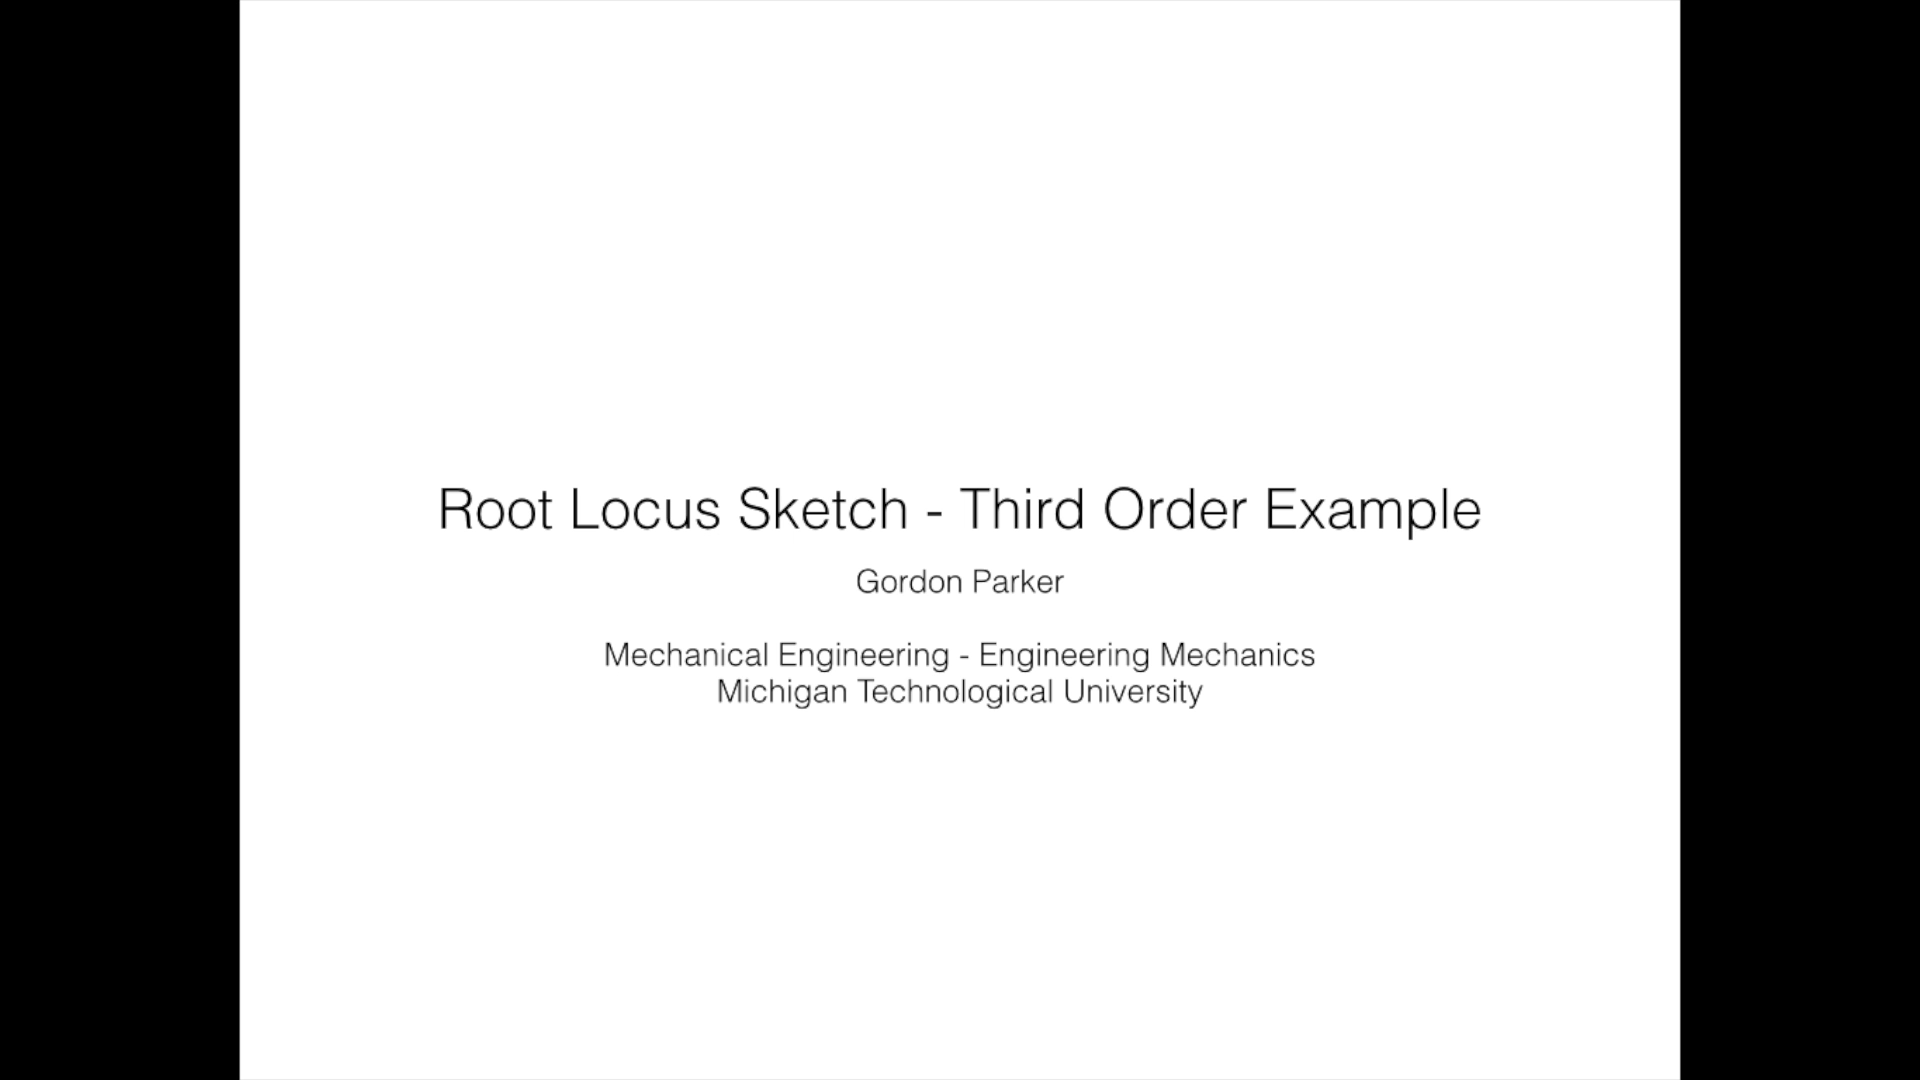 Root Locus Sketch - Third Order Example
Gordon Parker
Mechanical Engineering - Engineering Mechanics
Michigan Technological University